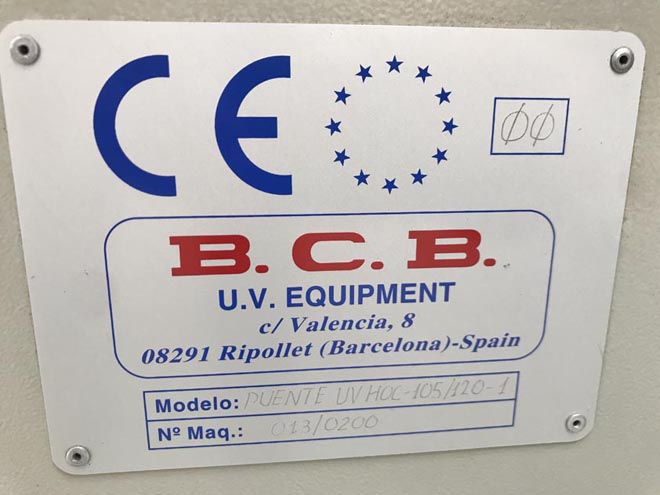 CE ØØ
B. C. B.
U.V. EQUIPMENT
c/ Valencia, 8
08291 Ripollet (Barcelona)-Spain
Modelo: PUENTE UV HOC-105/120-1
Nº Maq.: 013/0200